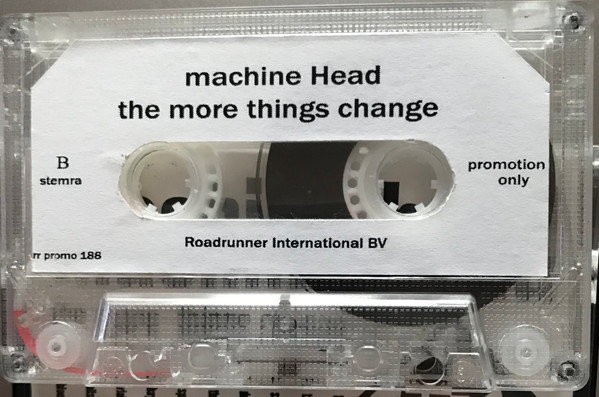 machine Head
the more things change
B
stemra
promotion
only
Roadrunner International BV
rr promo 188